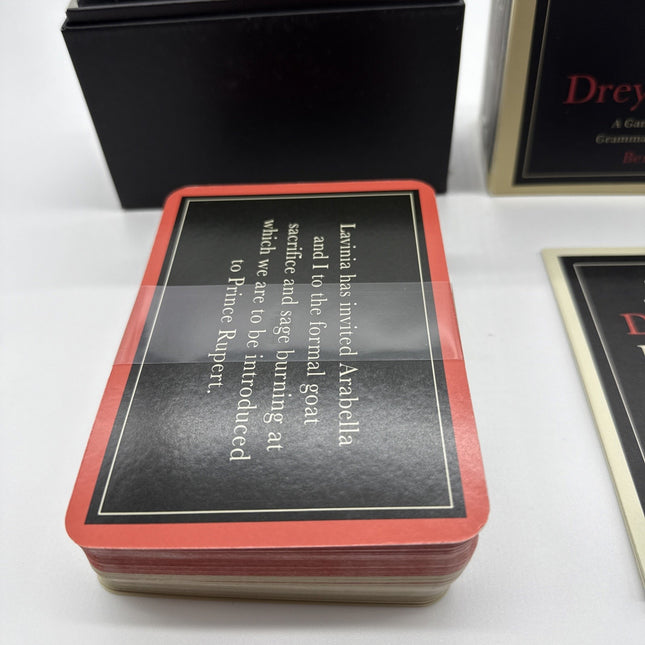 Lavinia has invited Arabella
and I to the formal goat
sacrifice and sage burning at
which we are to be introduced
to Prince Rupert.
Drey
A Ga
Gramma
Be
D